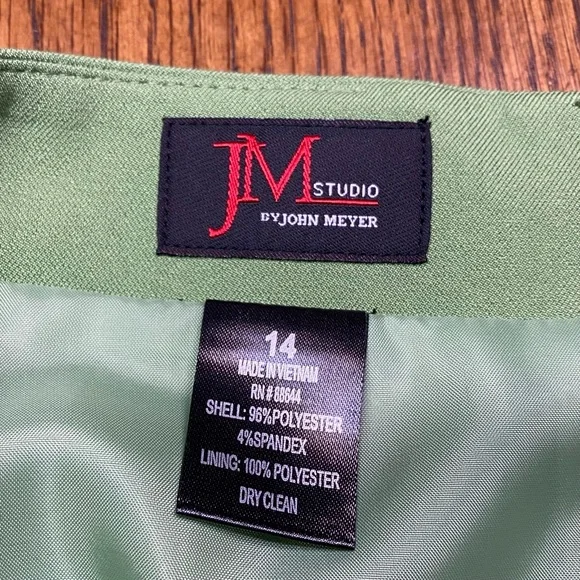 JM STUDIO
BY JOHN MEYER
14
MADE IN VIETNAM
RN # 88644
SHELL: 96%POLYESTER
4%SPANDEX
LINING: 100% POLYESTER
DRY CLEAN